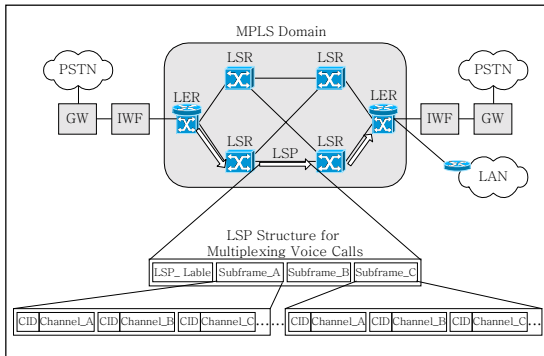 MPLS Domain
LSR LSR
PSTN PSTN
LER LER
GW IWF IWF GW
LSR LSR
LSP
LAN
LSP Structure for
Multiplexing Voice Calls
LSP_ Lable Subframe_A Subframe_B Subframe_C
CID Channel_A CID Channel_B CID Channel_C ...... CID Channel_A CID Channel_B CID Channel_C ...